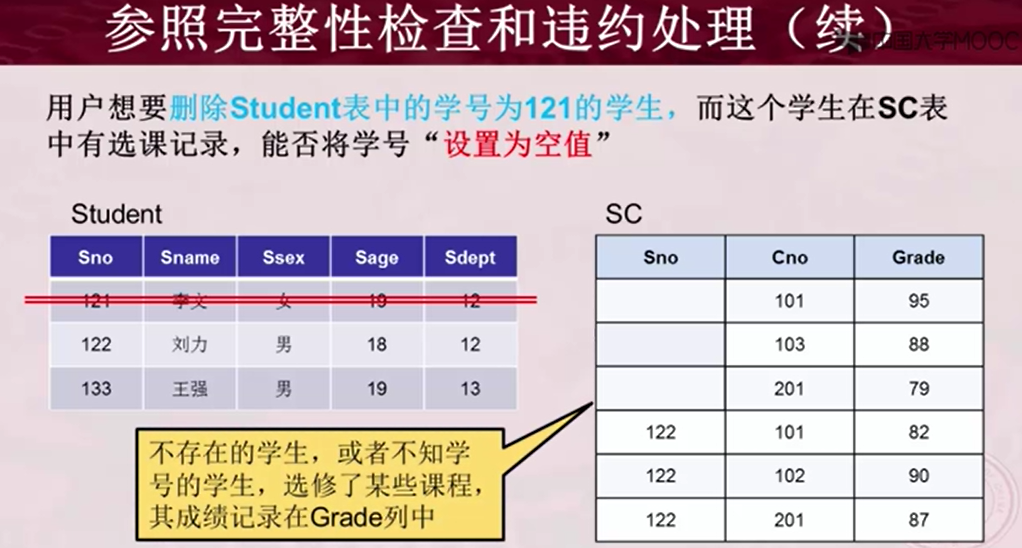 参照完整性检查和违约处理（续）
中国大学MOOC
用户想要删除Student表中的学号为121的学生，而这个学生在SC表
中有选课记录，能否将学号“设置为空值”
Student
Sno Sname Ssex Sage Sdept
121 李文 女 19 12
122 刘力 男 18 12
133 王强 男 19 13
SC
Sno Cno Grade
101 95
103 88
201 79
122 101 82
122 102 90
122 201 87
不存在的学生，或者不知学
号的学生，选修了某些课程，
其成绩记录在Grade列中